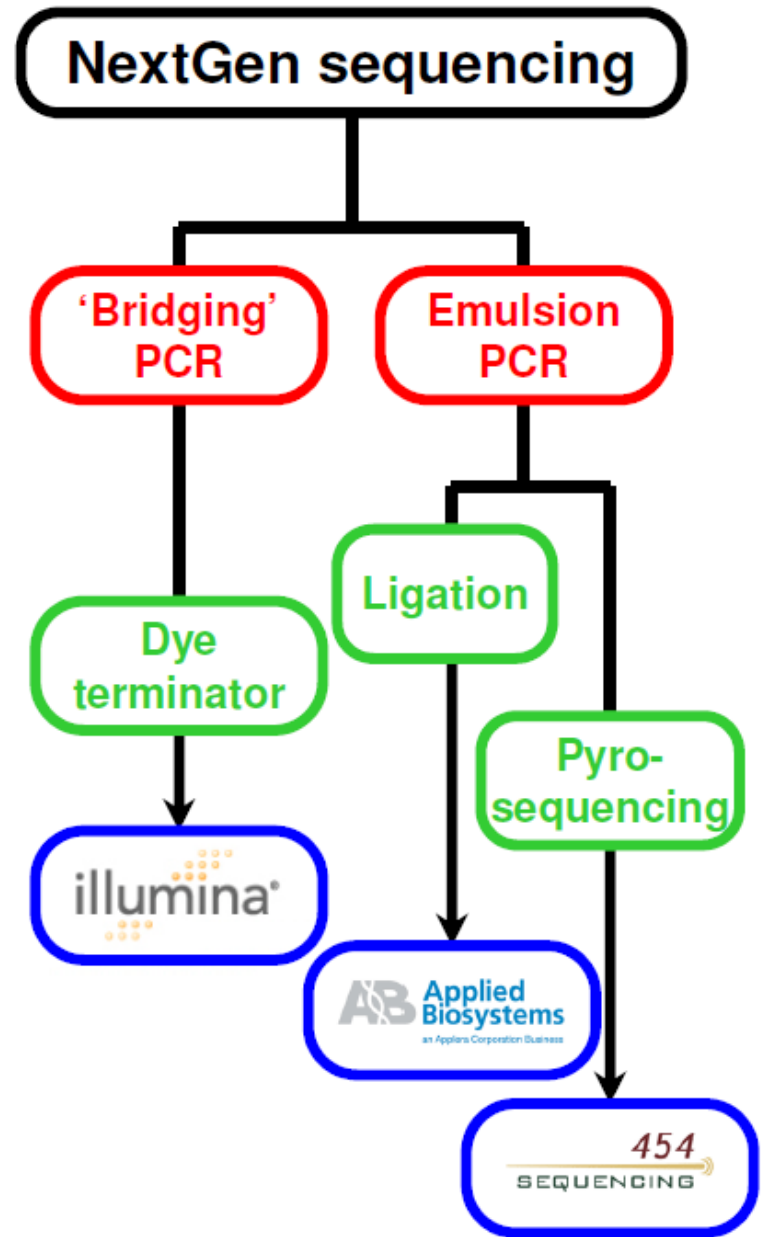 NextGen sequencing
‘Bridging’
PCR
Emulsion
PCR
Ligation
Dye
terminator
Pyro-
sequencing
illumina®
AB Applied
Biosystems
an Applera Corporation Business
454
SEQUENCING